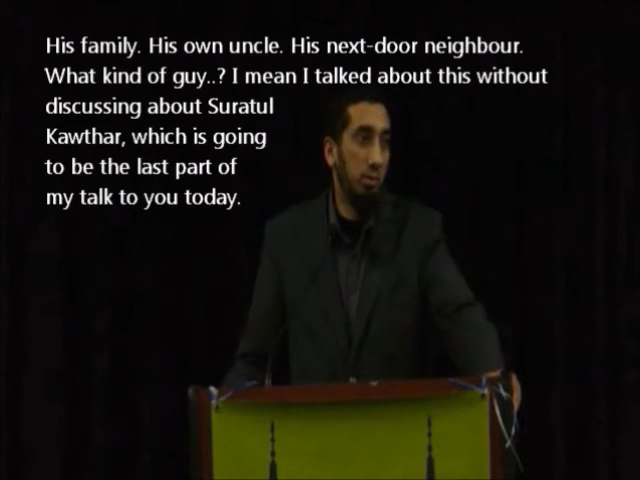 His family. His own uncle. His next-door neighbour.
What kind of guy..? I mean I talked about this without
discussing about Suratul
Kawthar, which is going
to be the last part of
my talk to you today.